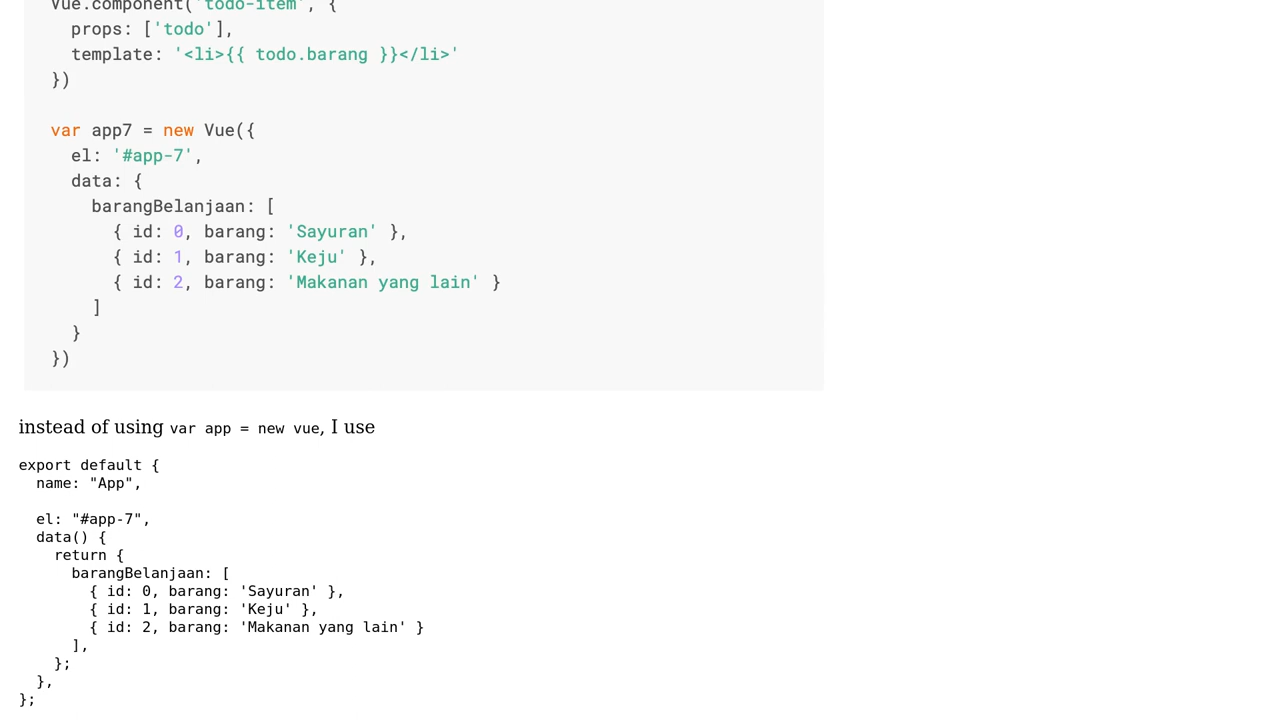 Vue.component('todo-item', {
  props: ['todo'],
  template: '<li>{{ todo.barang }}</li>'
})

var app7 = new Vue({
  el: '#app-7',
  data: {
    barangBelanjaan: [
      { id: 0, barang: 'Sayuran' },
      { id: 1, barang: 'Keju' },
      { id: 2, barang: 'Makanan yang lain' }
    ]
  }
})
instead of using var app = new vue, I use
export default {
  name: "App",

  el: "#app-7",
  data() {
    return {
      barangBelanjaan: [
        { id: 0, barang: 'Sayuran' },
        { id: 1, barang: 'Keju' },
        { id: 2, barang: 'Makanan yang lain' }
      ],
    };
  },
};